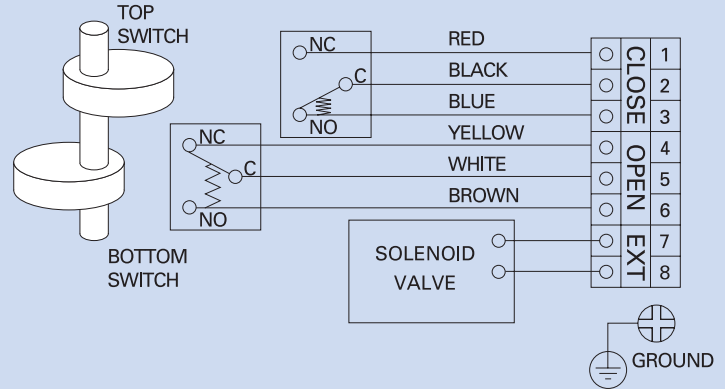 TOP
SWITCH
NC
C
NO
RED
BLACK
BLUE
NC
C
NO
YELLOW
WHITE
BROWN
CLOSE
OPEN
EXT
1
2
3
4
5
6
7
8
SOLENOID
VALVE
BOTTOM
SWITCH
GROUND